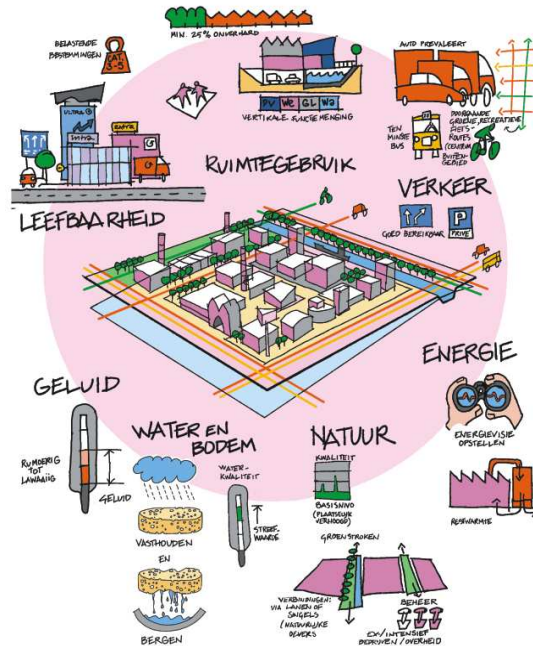 MIN. 25% ONVERHARD
BELASTENDE
BESTEMMINGEN
CAT.
3-5
PV We GL Wa
VERTIKALE FUNCTIEMENGING
AUTO PREVALEERT
TEN
MINSTE
BUS
DOORGAANDE
GROENE, RECREATIEVE
FIETS-
ROUTES (CENTRUM
BUITEN-
GEBIED
RUIMTEGEBRUIK
VERKEER
LEEFBAARHEID
GOED BEREIKBAAR
P
PRIVÉ
ENERGIE
ENERGIEVISIE
OPSTELLEN
RESTWARMTE
GELUID
RUMOERIG
TOT
LAWAAIIG
GELUID
WATER EN
BODEM
WATER-
KWALITEIT
STREEF-
WAARDE
VASTHOUDEN
EN
BERGEN
NATUUR
KWALITEIT
BASISNIVO
(PLAATSELIJK
VERHOOGD)
GROENSTROKEN
VERBINDINGEN:
VIA LANEN OF
SINGELS
(NATUURLIJKE
OEVERS
BEHEER
EX/INTENSIEF
BEDRIJVEN/OVERHEID